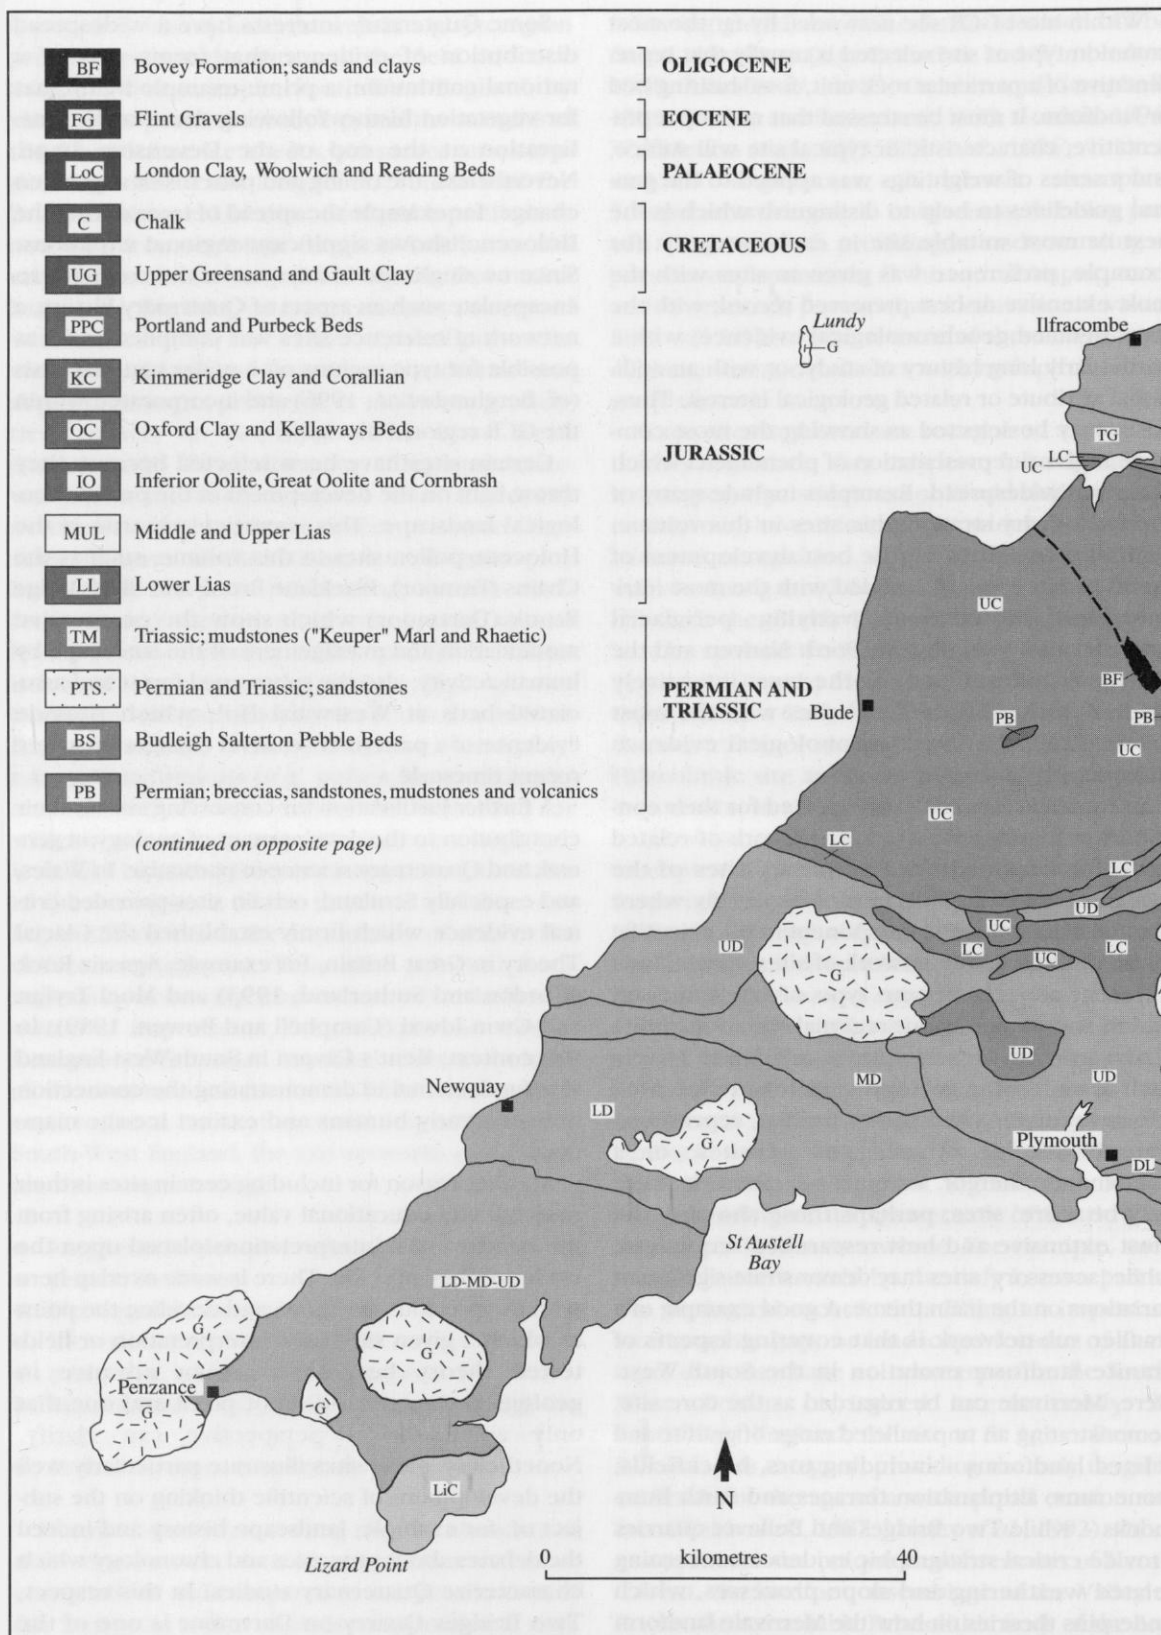 BF Bovey Formation; sands and clays OLIGOCENE
FG Flint Gravels EOCENE
LoC London Clay, Woolwich and Reading Beds PALAEOCENE
C Chalk
CRETACEOUS
UG Upper Greensand and Gault Clay
PPC Portland and Purbeck Beds
KC Kimmeridge Clay and Corallian
OC Oxford Clay and Kellaways Beds
JURASSIC
IO Inferior Oolite, Great Oolite and Cornbrash
MUL Middle and Upper Lias
LL Lower Lias
TM Triassic; mudstones ("Keuper" Marl and Rhaetic)
PTS. Permian and Triassic; sandstones
PERMIAN AND
TRIASSIC
BS Budleigh Salterton Pebble Beds
PB Permian; breccias, sandstones, mudstones and volcanics
(continued on opposite page)
Lundy
G
Ilfracombe
TG
LC
UC
UC
BF
Bude
PB
PB
UC
UC
LC
LC
UD
UC
UD
LC
LC
UC
G
UD
UD
MD
Newquay
LD
G
Plymouth
DL
St Austell
Bay
LD-MD-UD
G
G
Penzance
G
G
LiC
N
Lizard Point
0 kilometres 40